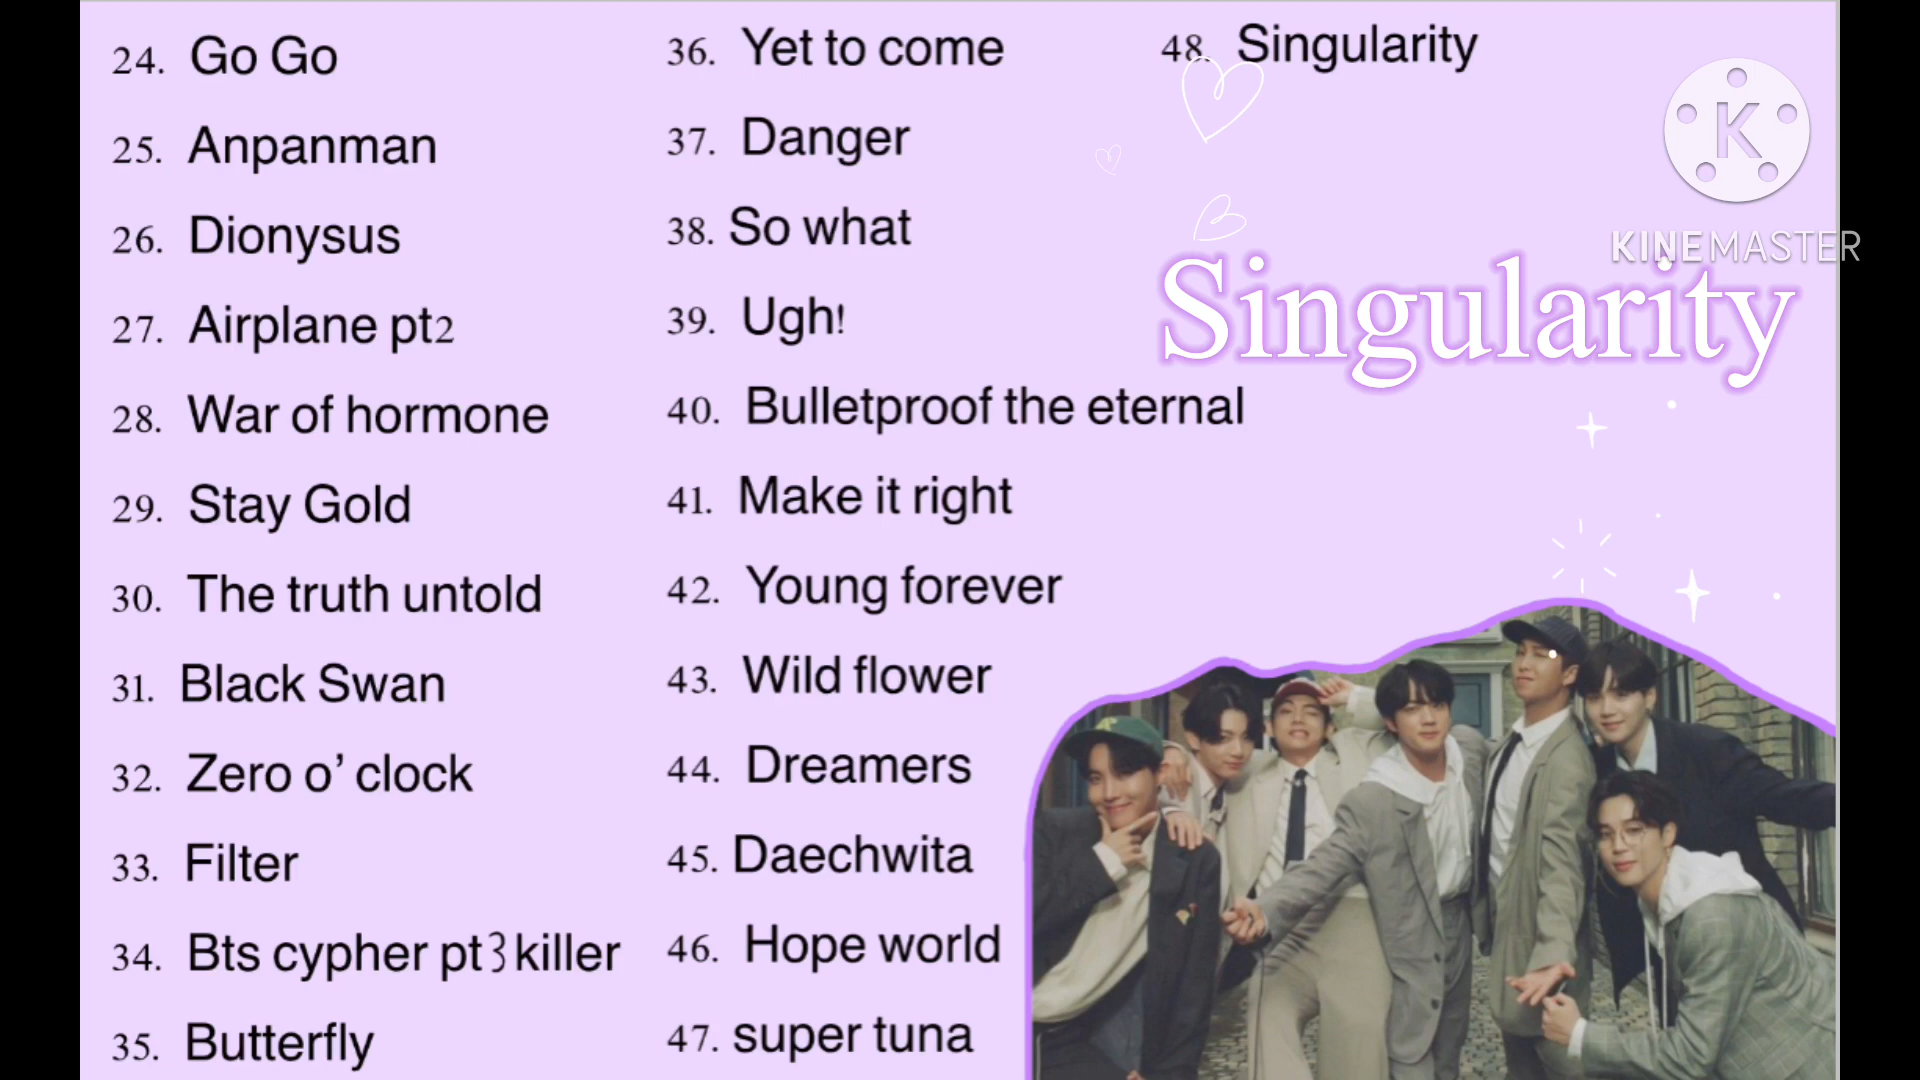 24. Go Go
25. Anpanman
26. Dionysus
27. Airplane pt2
28. War of hormone
29. Stay Gold
30. The truth untold
31. Black Swan
32. Zero o’ clock
33. Filter
34. Bts cypher pt3 killer
35. Butterfly
36. Yet to come
37. Danger
38. So what
39. Ugh!
40. Bulletproof the eternal
41. Make it right
42. Young forever
43. Wild flower
44. Dreamers
45. Daechwita
46. Hope world
47. super tuna
48. Singularity
K
KINEMASTER
Singularity